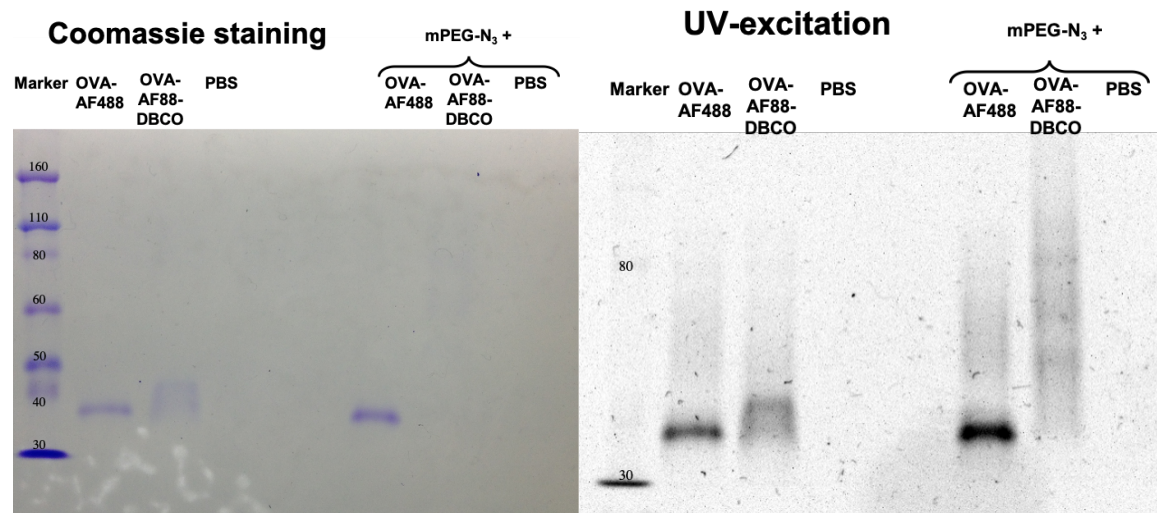 Coomassie staining
mPEG-N₃ +
Marker
OVA-
AF488
OVA-
AF88-
DBCO
PBS
OVA-
AF488
OVA-
AF88-
DBCO
PBS
160
110
80
60
50
40
30
UV-excitation
mPEG-N₃ +
Marker
OVA-
AF488
OVA-
AF88-
DBCO
PBS
OVA-
AF488
OVA-
AF88-
DBCO
PBS
80
30